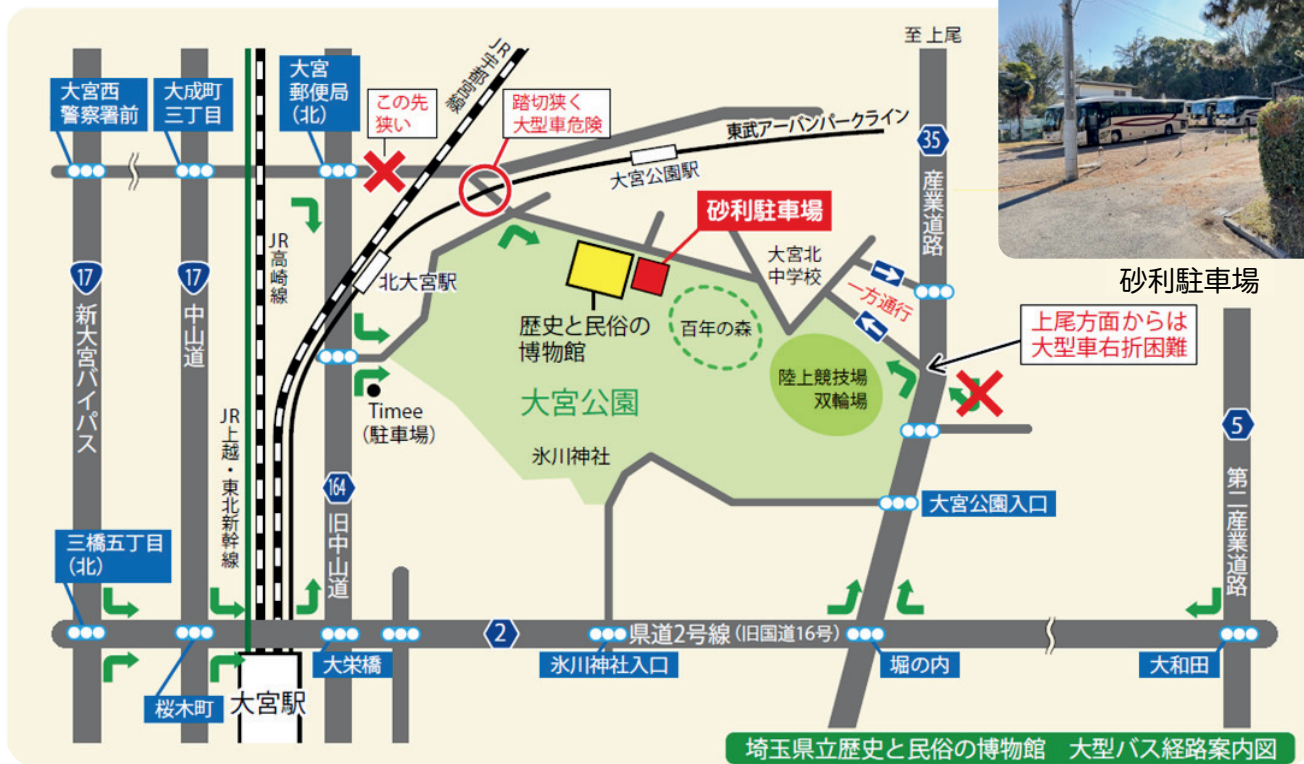 至 上尾
大宮西
警察署前
大成町
三丁目
大宮
郵便局
(北)
この先
狭い
JR宇都宮線
踏切狭く
大型車危険
東武アーバンパークライン
大宮公園駅
35
産業道路
砂利駐車場
砂利駐車場
JR高崎線
北大宮駅
大宮北
中学校
一方通行
17
新大宮バイパス
17
中山道
歴史と民俗の
博物館
百年の森
上尾方面からは
大型車右折困難
陸上競技場
双輪場
大宮公園
Timee
(駐車場)
氷川神社
JR上越・東北新幹線
164
旧中山道
大宮公園入口
5
第二産業道路
三橋五丁目
(北)
2
県道2号線(旧国道16号)
桜木町
大宮駅
大栄橋
氷川神社入口
堀の内
大和田
埼玉県立歴史と民俗の博物館 大型バス経路案内図